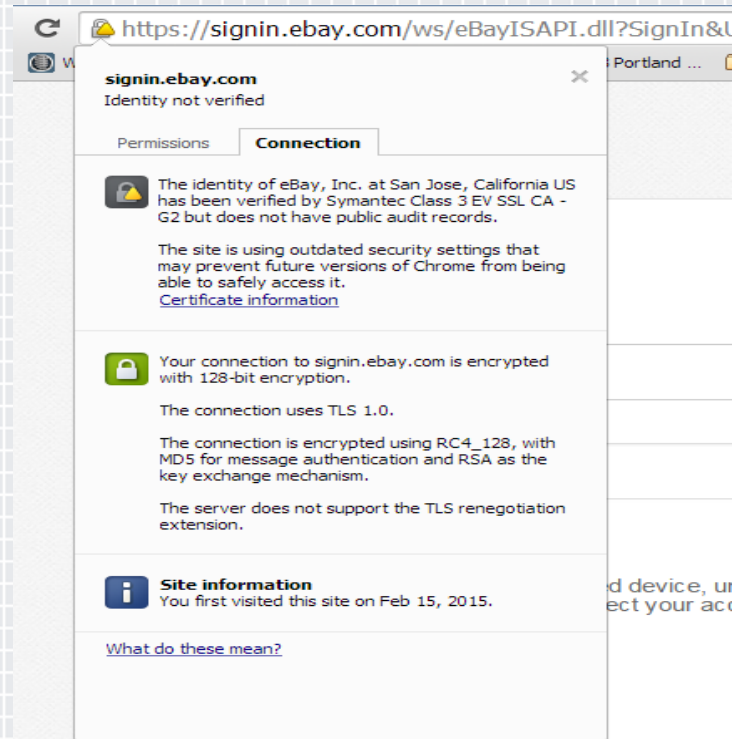 https://signin.ebay.com/ws/eBayISAPI.dll?SignIn&U
W
Portland ...
signin.ebay.com
Identity not verified
Permissions
Connection
The identity of eBay, Inc. at San Jose, California US
has been verified by Symantec Class 3 EV SSL CA -
G2 but does not have public audit records.
The site is using outdated security settings that
may prevent future versions of Chrome from being
able to safely access it.
Certificate information
Your connection to signin.ebay.com is encrypted
with 128-bit encryption.
The connection uses TLS 1.0.
The connection is encrypted using RC4_128, with
MD5 for message authentication and RSA as the
key exchange mechanism.
The server does not support the TLS renegotiation
extension.
Site information
You first visited this site on Feb 15, 2015.
d device, un
ect your acc
What do these mean?